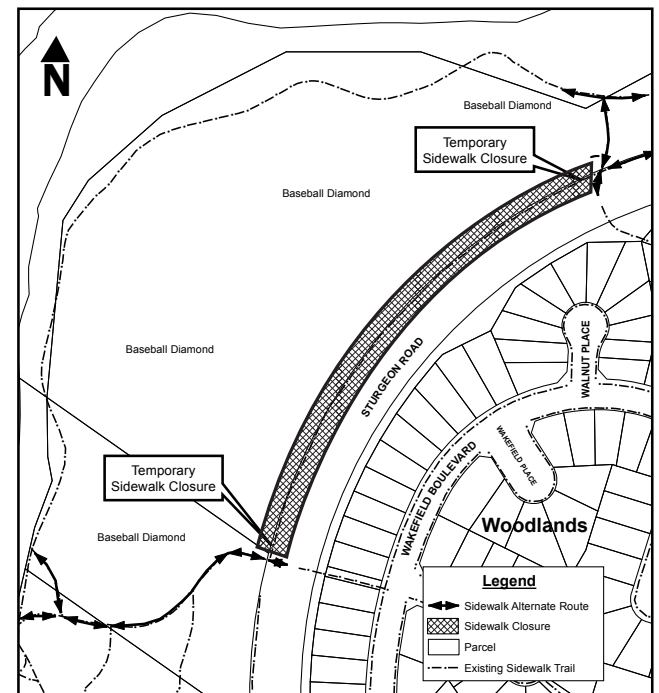 N
Baseball Diamond
Temporary
Sidewalk Closure
Baseball Diamond
Baseball Diamond
STURGEON ROAD
WALNUT PLACE
WAKEFIELD PLACE
WAKEFIELD BOULEVARD
Temporary
Sidewalk Closure
Woodlands
Baseball Diamond
Legend
Sidewalk Alternate Route
Sidewalk Closure
Parcel
Existing Sidewalk Trail